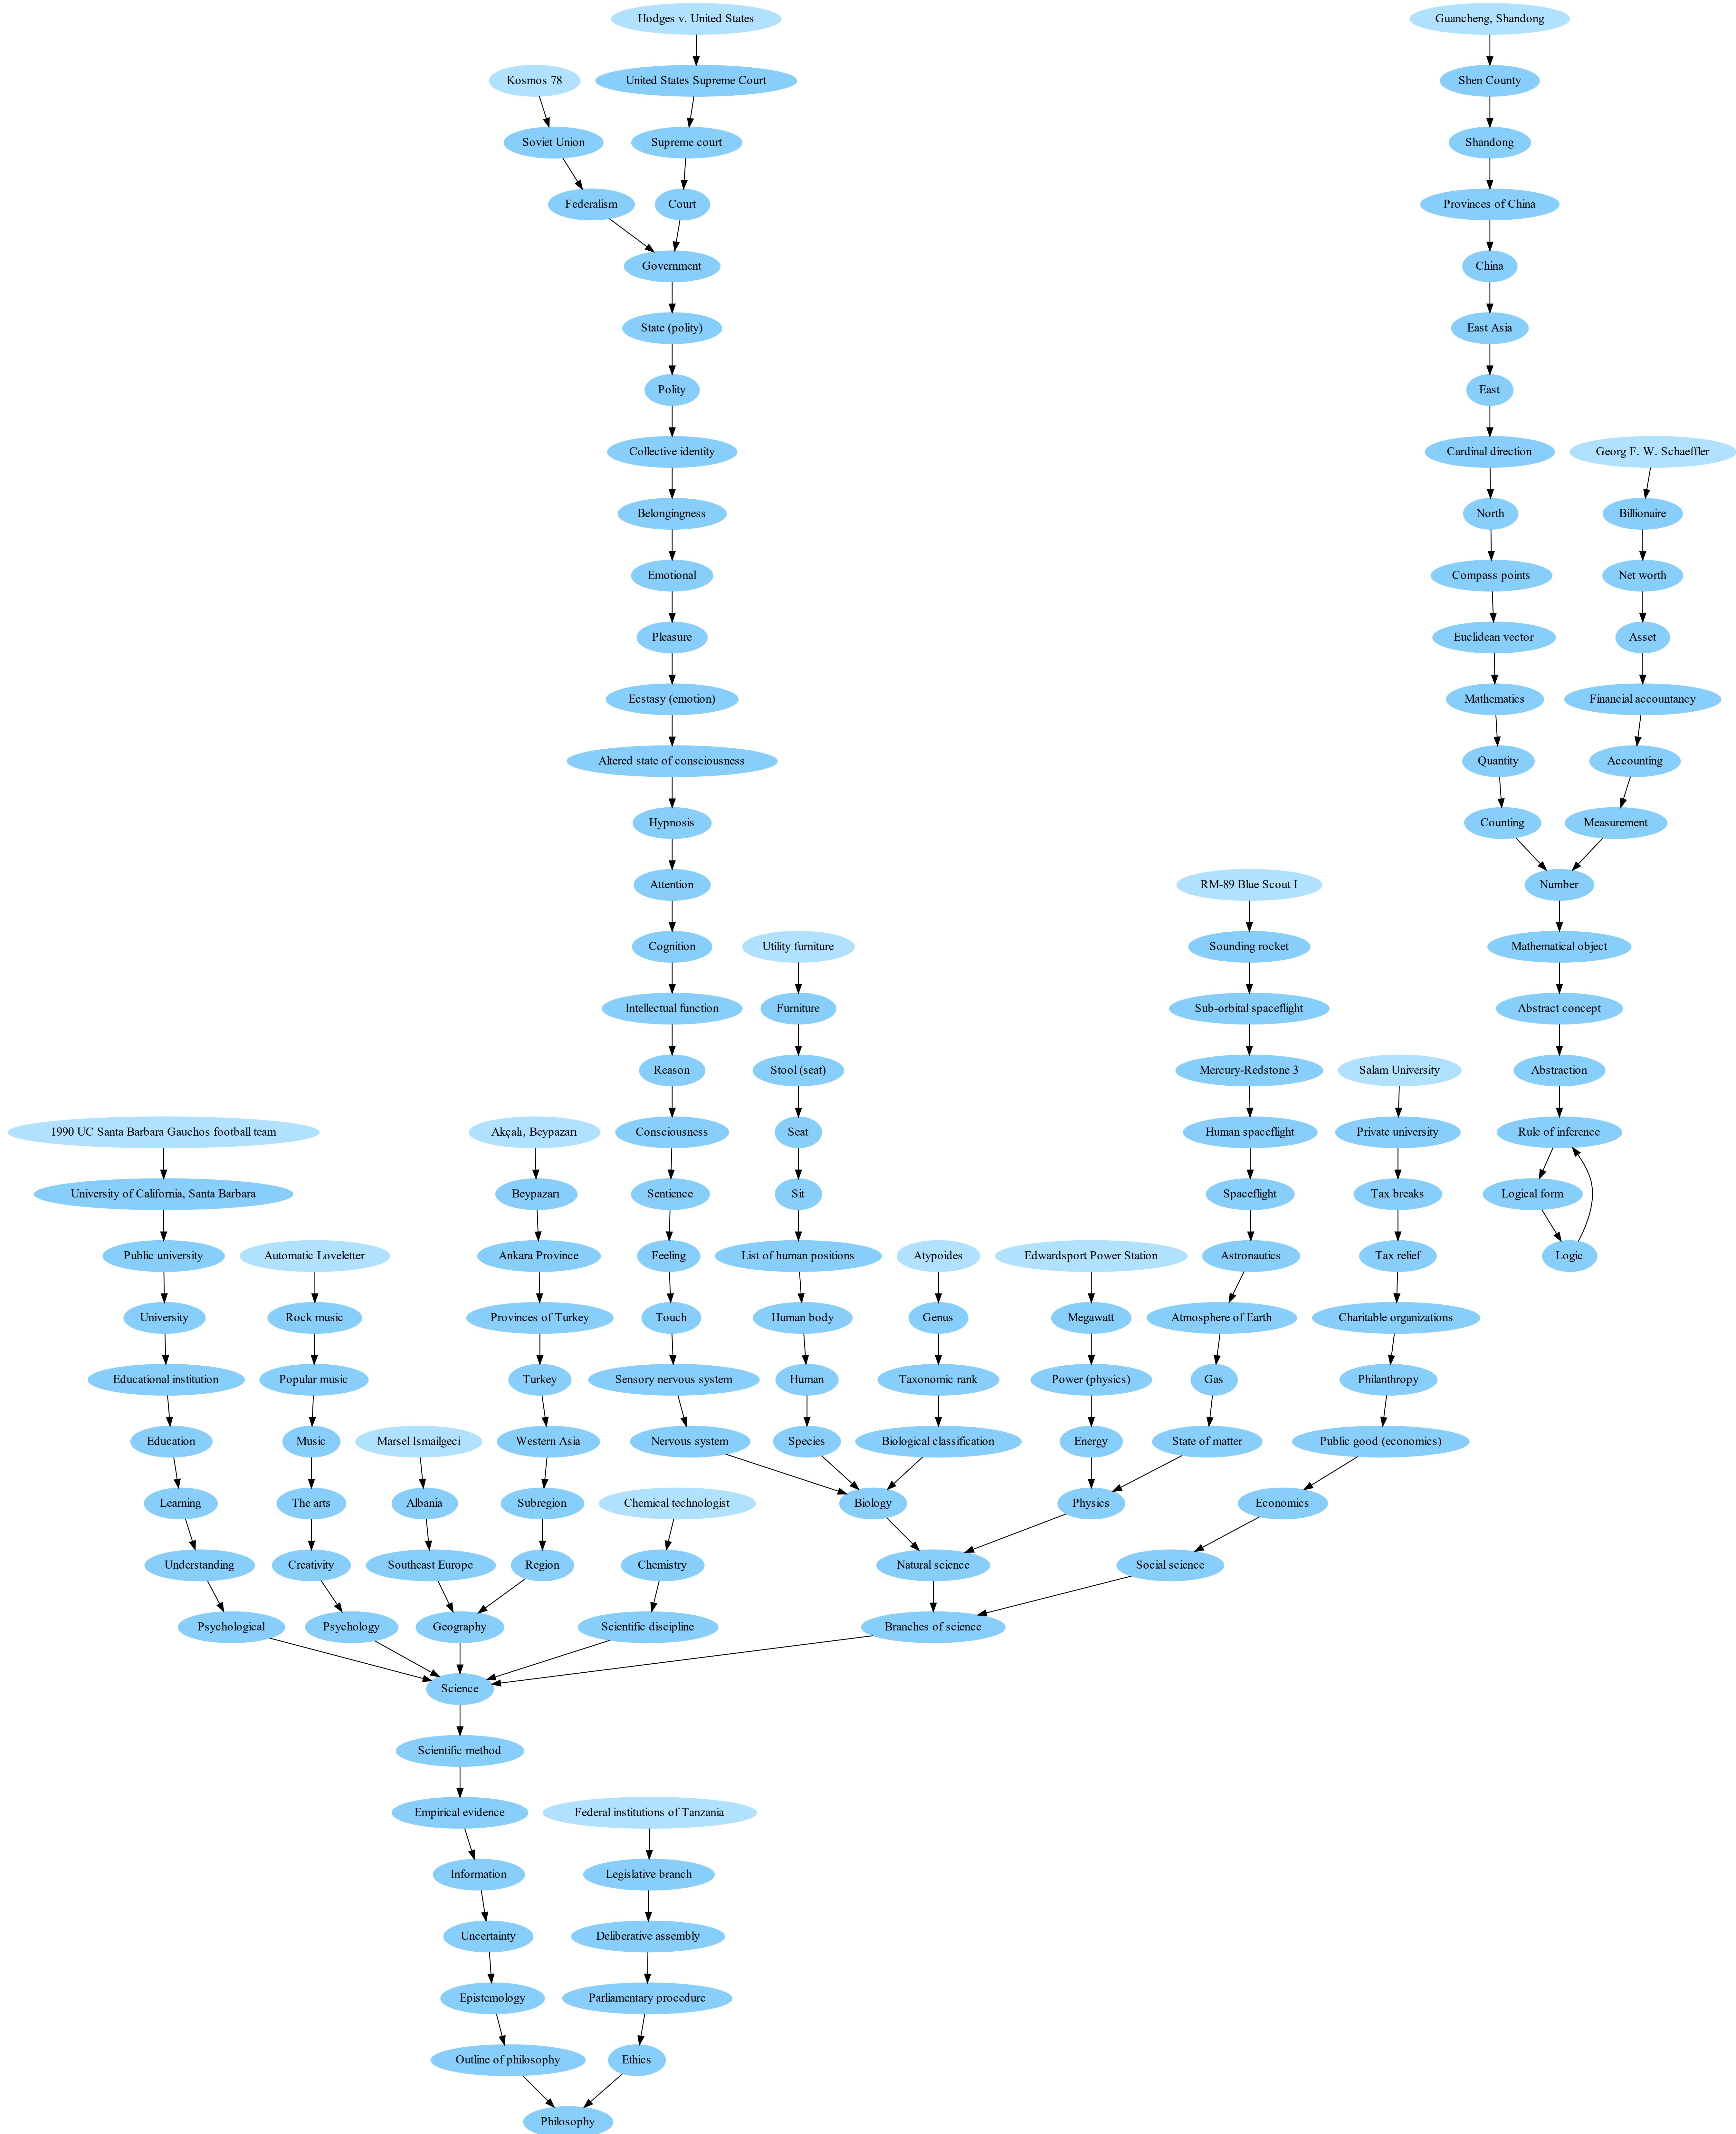 Hodges v. United States
Guancheng, Shandong
Kosmos 78
United States Supreme Court
Shen County
Soviet Union
Supreme court
Shandong
Federalism
Court
Provinces of China
Government
China
State (polity)
East Asia
Polity
East
Collective identity
Cardinal direction
Georg F. W. Schaeffler
Belongingness
North
Billionaire
Emotional
Compass points
Net worth
Pleasure
Euclidean vector
Asset
Ecstasy (emotion)
Mathematics
Financial accountancy
Altered state of consciousness
Quantity
Accounting
Hypnosis
Counting
Measurement
Attention
RM-89 Blue Scout I
Number
Cognition
Utility furniture
Sounding rocket
Mathematical object
Intellectual function
Furniture
Sub-orbital spaceflight
Abstract concept
Reason
Stool (seat)
Mercury-Redstone 3
Salam University
Abstraction
1990 UC Santa Barbara Gauchos football team
Akçalı, Beypazarı
Consciousness
Seat
Human spaceflight
Private university
Rule of inference
University of California, Santa Barbara
Beypazarı
Sentience
Sit
Spaceflight
Tax breaks
Logical form
Public university
Automatic Loveletter
Ankara Province
Feeling
List of human positions
Atypoides
Edwardsport Power Station
Astronautics
Tax relief
Logic
University
Rock music
Provinces of Turkey
Touch
Human body
Genus
Megawatt
Atmosphere of Earth
Charitable organizations
Educational institution
Popular music
Turkey
Sensory nervous system
Human
Taxonomic rank
Power (physics)
Gas
Philanthropy
Education
Music
Marsel Ismailgeci
Western Asia
Nervous system
Species
Biological classification
Energy
State of matter
Public good (economics)
Learning
The arts
Albania
Subregion
Chemical technologist
Biology
Physics
Economics
Understanding
Creativity
Southeast Europe
Region
Chemistry
Natural science
Social science
Psychological
Psychology
Geography
Scientific discipline
Branches of science
Science
Scientific method
Empirical evidence
Federal institutions of Tanzania
Information
Legislative branch
Uncertainty
Deliberative assembly
Epistemology
Parliamentary procedure
Outline of philosophy
Ethics
Philosophy